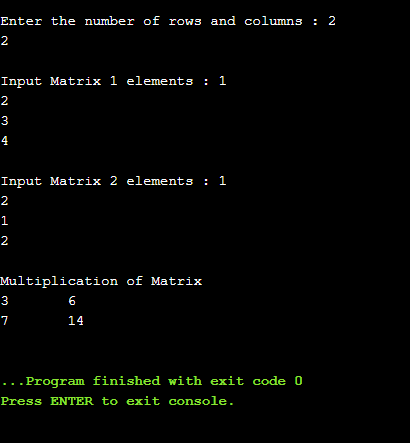 Enter the number of rows and columns : 2
2
Input Matrix 1 elements : 1
2
3
4
Input Matrix 2 elements : 1
2
1
2
Multiplication of Matrix
3 6
7 14
...Program finished with exit code 0
Press ENTER to exit console.